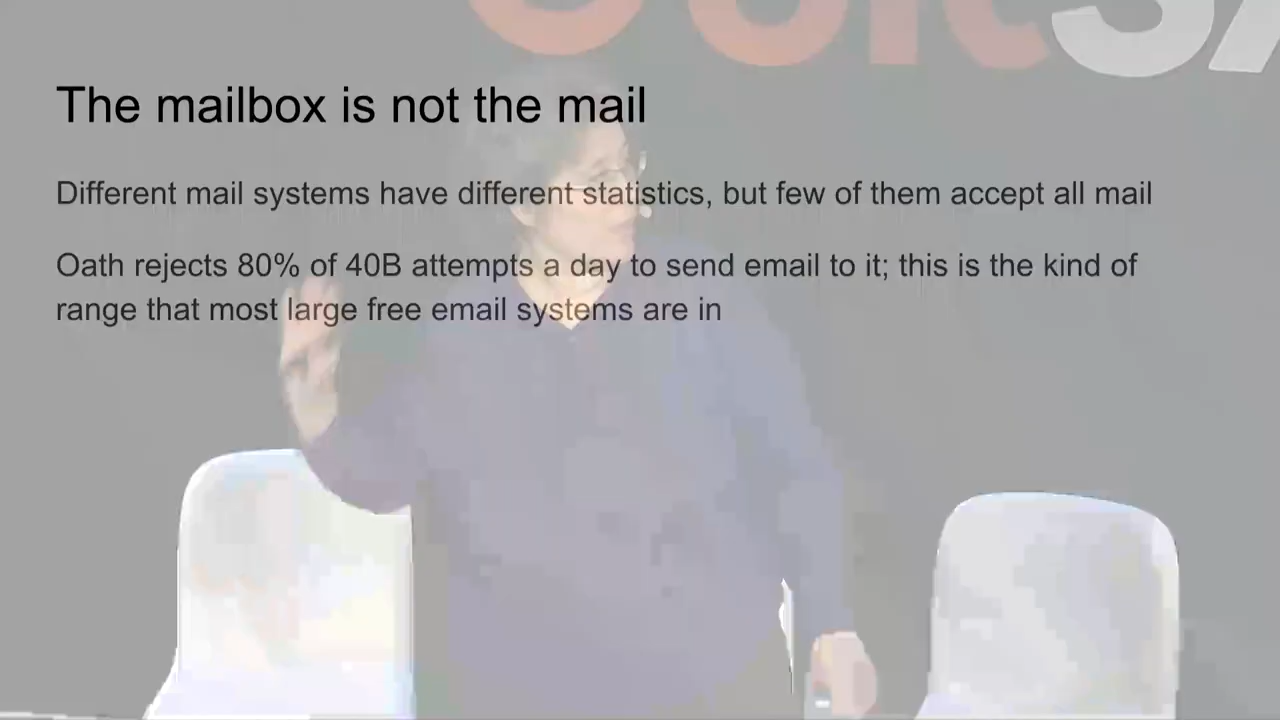 The mailbox is not the mail
Different mail systems have different statistics, but few of them accept all mail
Oath rejects 80% of 40B attempts a day to send email to it; this is the kind of
range that most large free email systems are in